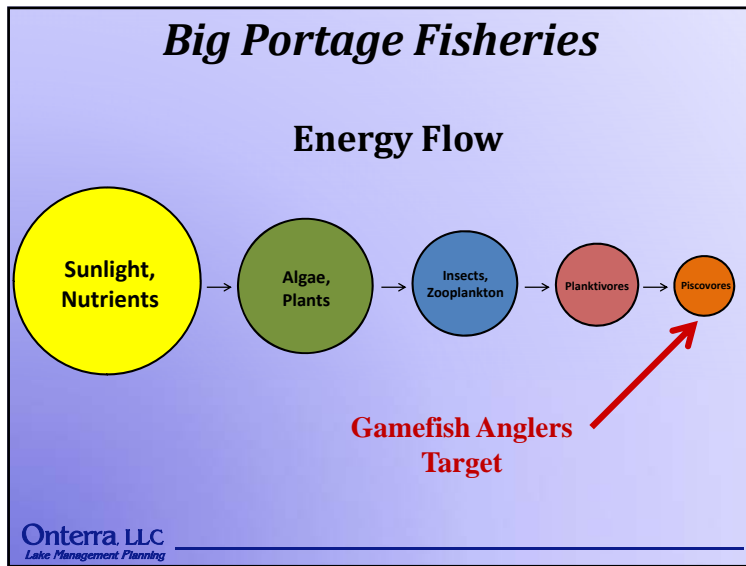 Big Portage Fisheries
Energy Flow
Sunlight,
Nutrients
Algae,
Plants
Insects,
Zooplankton
Planktivores
Piscovores
Gamefish Anglers
Target
Onterra, LLC
Lake Management Planning